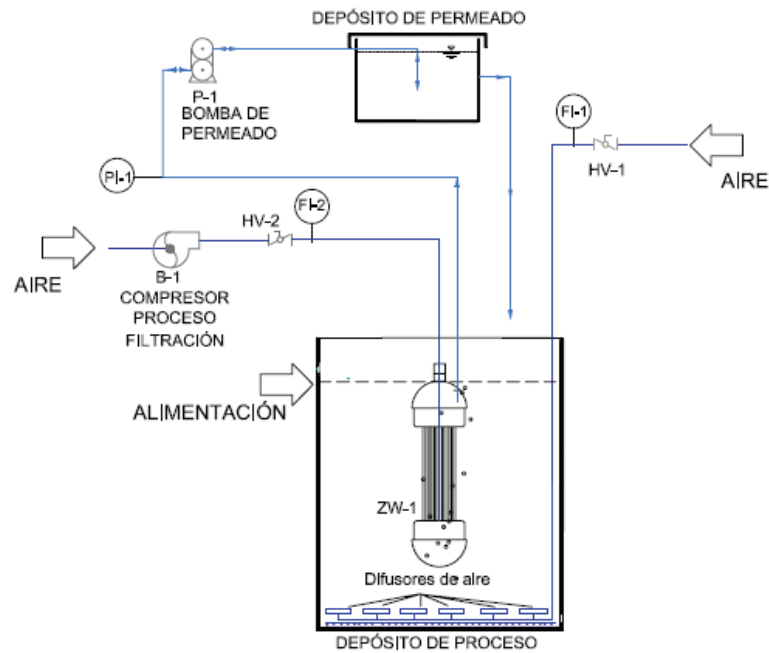 DEPÓSITO DE PERMEADO
P-1
BOMBA DE
PERMEADO
FI-1
HV-1
AIRE
PI-1
HV-2
FI-2
AIRE
B-1
COMPRESOR
PROCESO
FILTRACIÓN
ALIMENTACIÓN
ZW-1
Difusores de aire
DEPÓSITO DE PROCESO